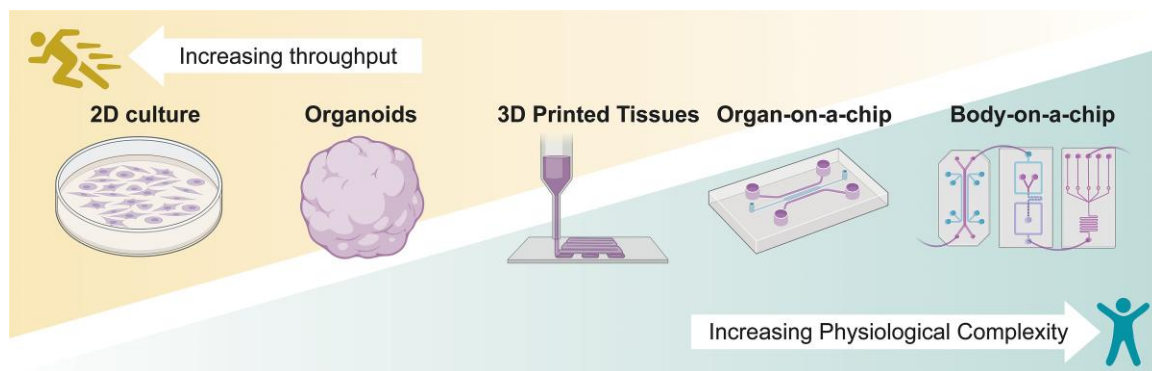 Increasing throughput
2D culture
Organoids
3D Printed Tissues
Organ-on-a-chip
Body-on-a-chip
Increasing Physiological Complexity